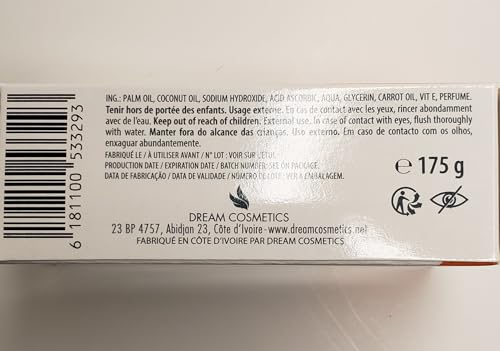 ING.: PALM OIL, COCONUT OIL, SODIUM HYDROXIDE, ACID ASCORBIC, AQUA, GLYCERIN, CARROT OIL, VIT E, PERFUME.
Tenir hors de portée des enfants. Usage externe. En cas de contact avec les yeux, rincer abondamment
avec de l'eau. Keep out of reach of children. External use. In case of contact with eyes, flush thoroughly
with water. Manter fora do alcance das crianças. Uso externo. Em caso de contacto com os olhos,
enxaguar abundantemente.
FABRIQUÉ LE / À UTILISER AVANT / N° LOT : VOIR SUR L'ÉTUI.
PRODUCTION DATE / EXPIRATION DATE / BATCH NUMBER: SEE ON PACKAGE.
DATA DE FABRICAÇÃO / DATA DE VALIDADE / NÚMERO DE LOTE : VER A EMBALAGEM.
℮ 175 g
DREAM COSMETICS
23 BP 4757, Abidjan 23, Côte d'Ivoire-www.dreamcosmetics.net
FABRIQUÉ EN CÔTE D'IVOIRE PAR DREAM COSMETICS
6 181100 533293